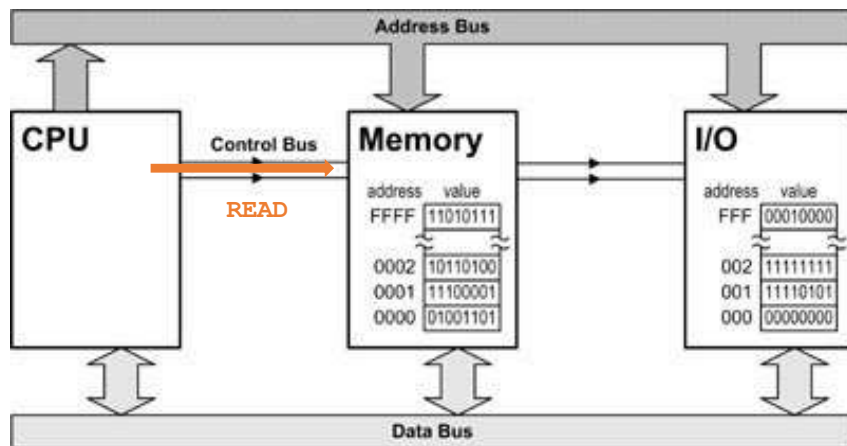 Address Bus
CPU
Control Bus
READ
Memory
address value
FFFF 11010111
0002 10110100
0001 11100001
0000 01001101
I/O
address value
FFF 00010000
002 11111111
001 11110101
000 00000000
Data Bus